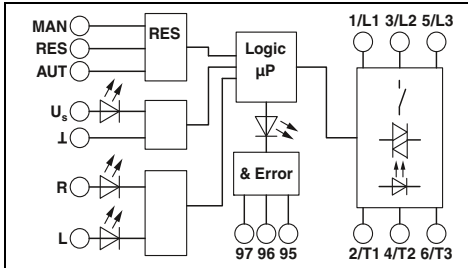 MAN
RES
AUT
RES
Logic
µP
1/L1 3/L2 5/L3
Us
⊥
R
L
& Error
97 96 95
2/T1 4/T2 6/T3